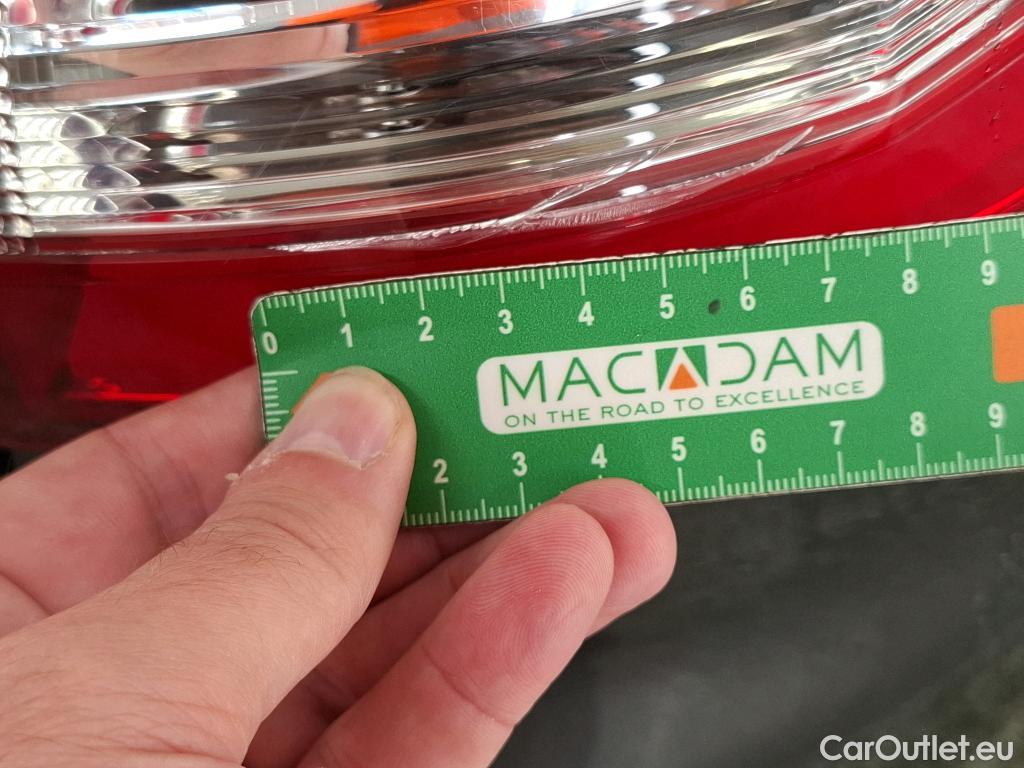 0 1 2 3 4 5 6 7 8 9
MACADAM
ON THE ROAD TO EXCELLENCE
2 3 4 5 6 7 8 9
CarOutlet.eu